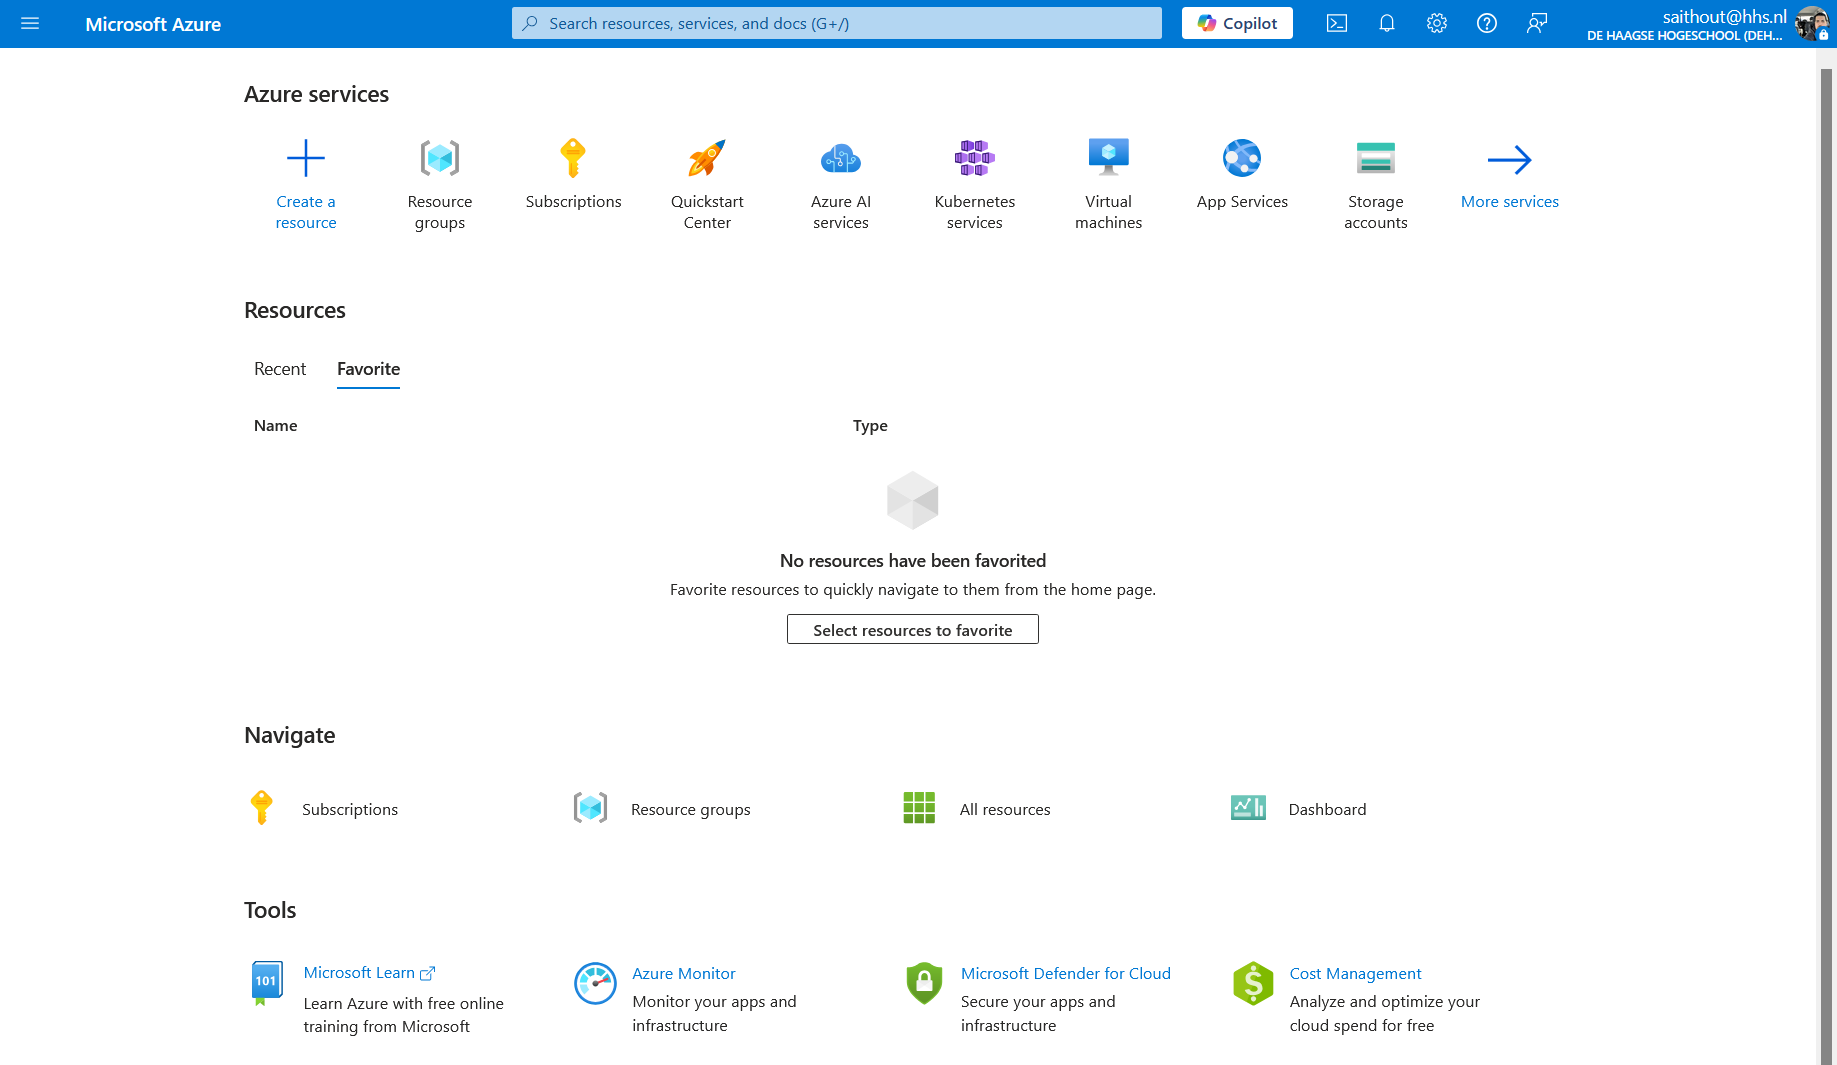 Microsoft Azure
Search resources, services, and docs (G+/)
Copilot
saithout@hhs.nl
DE HAAGSE HOGESCHOOL (DEH...
Azure services
Create a
resource
Resource
groups
Subscriptions
Quickstart
Center
Azure AI
services
Kubernetes
services
Virtual
machines
App Services
Storage
accounts
More services
Resources
Recent
Favorite
Name
Type
No resources have been favorited
Favorite resources to quickly navigate to them from the home page.
Select resources to favorite
Navigate
Subscriptions
Resource groups
All resources
Dashboard
Tools
101
Microsoft Learn
Learn Azure with free online
training from Microsoft
Azure Monitor
Monitor your apps and
infrastructure
Microsoft Defender for Cloud
Secure your apps and
infrastructure
$
Cost Management
Analyze and optimize your
cloud spend for free